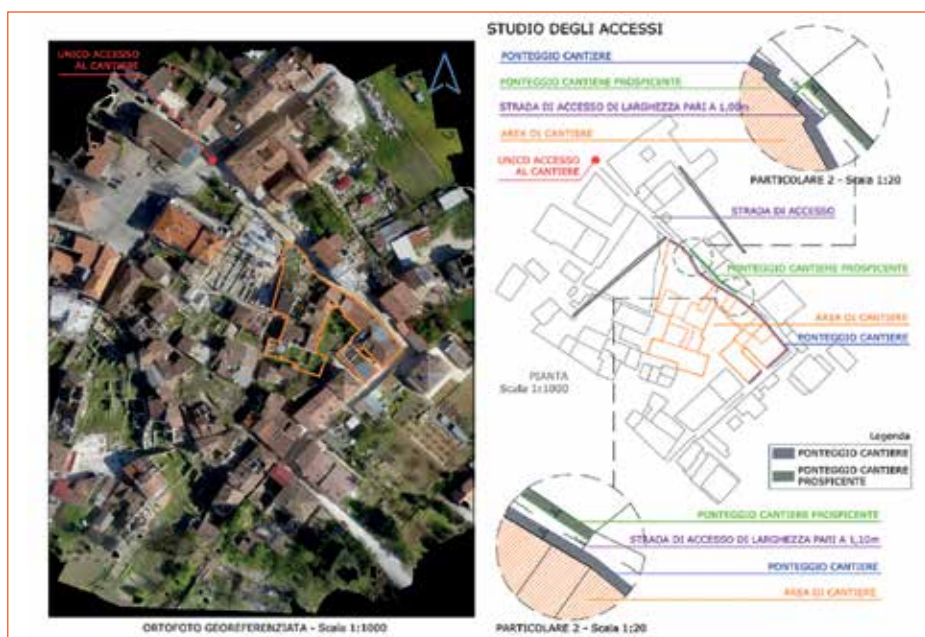 UNICO ACCESSO
AL CANTIERE
ORTOFOTO GEOREFERENZIATA - Scala 1:1000
STUDIO DEGLI ACCESSI
PONTEGGIO CANTIERE
PONTEGGIO CANTIENE PROSPICENTE
STRADA DI ACCESSO DI LARGHEZZA PARI A 1,00m
AREA DI CANTIERE
UNICO ACCESSO
AL CANTIERE
PARTICOLARE 2 - Scala 1:20
STRADA DI ACCESSO
PONTEGGIO CANTIERE PROSPICENTE
AREA DI CANTIERE
PONTEGGIO CANTIERE
PIANTA
Scala 1:1000
Legenda
PONTEGGIO CANTIERE
PONTEGGIO CANTIERE
PROSPICENTE
PONTEGGIO CANTIERE PROSPICENTE
STRADA DI ACCESSO DI LARGHEZZA PARI A 1,10m
PONTEGGIO CANTIERE
AREA DI CANTIERE
PARTICOLARE 2 - Scala 1:20